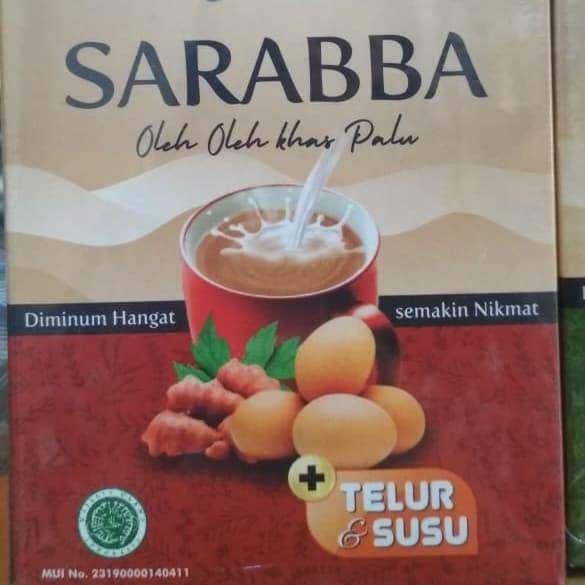 SARABBA
Oleh Oleh khas Palu
Diminum Hangat
semakin Nikmat
+ TELUR
& SUSU
MUI No. 23190000140411